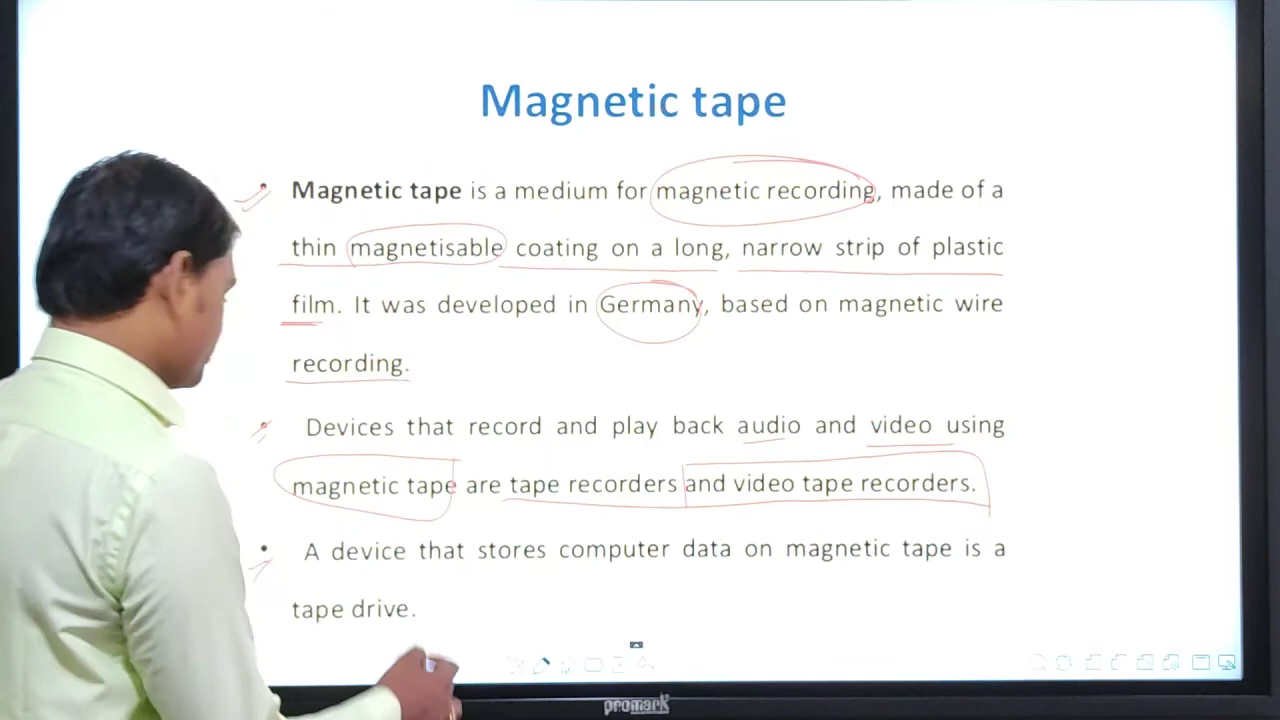 Magnetic tape
• Magnetic tape is a medium for magnetic recording, made of a
thin magnetisable coating on a long, narrow strip of plastic
film. It was developed in Germany, based on magnetic wire
recording.
• Devices that record and play back audio and video using
magnetic tape are tape recorders and video tape recorders.
• A device that stores computer data on magnetic tape is a
tape drive.
promark